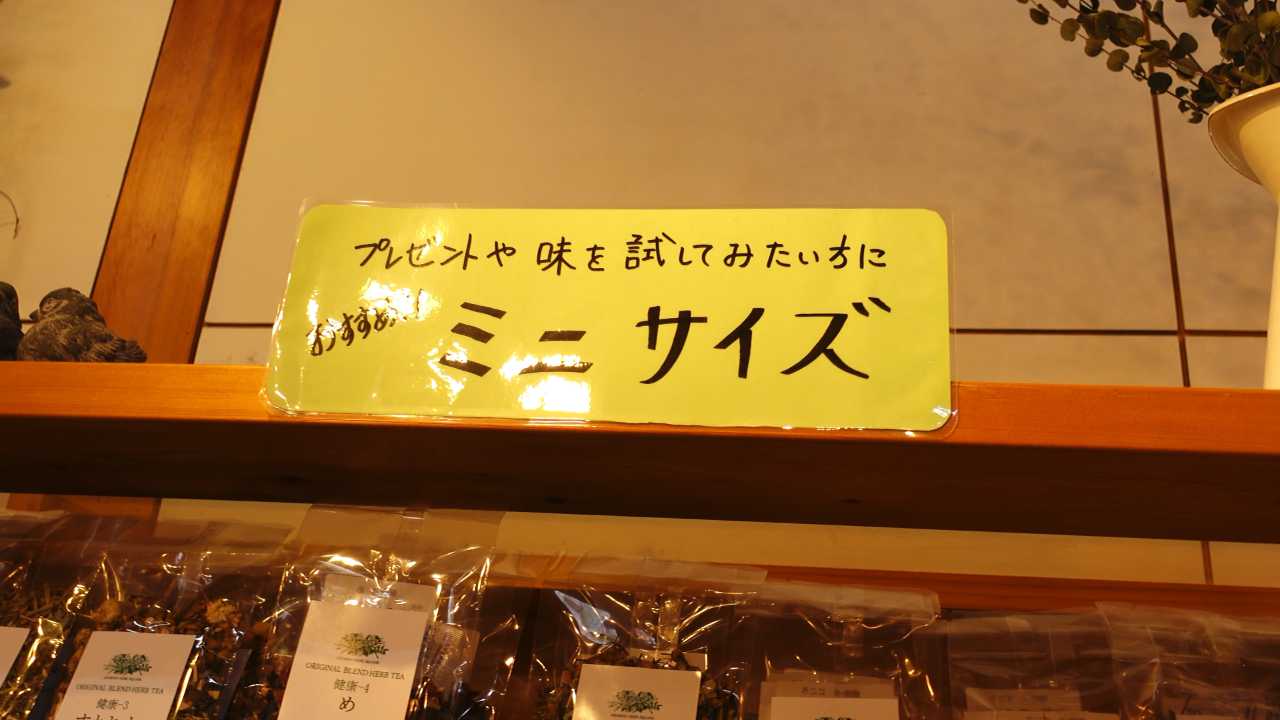 プレゼントや 味を 試してみたい方に
おすすめ!
ミニ サイズ
ORIGINAL BLEND HERB TEA
健康-3
ORIGINAL BLEND HERB TEA
健康-4
め